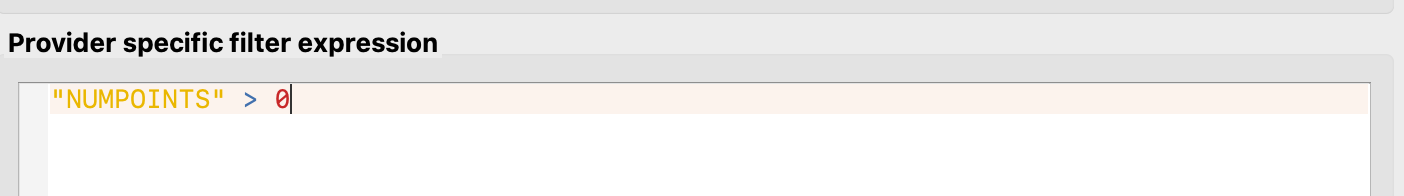 Provider specific filter expression
"NUMPOINTS" > 0